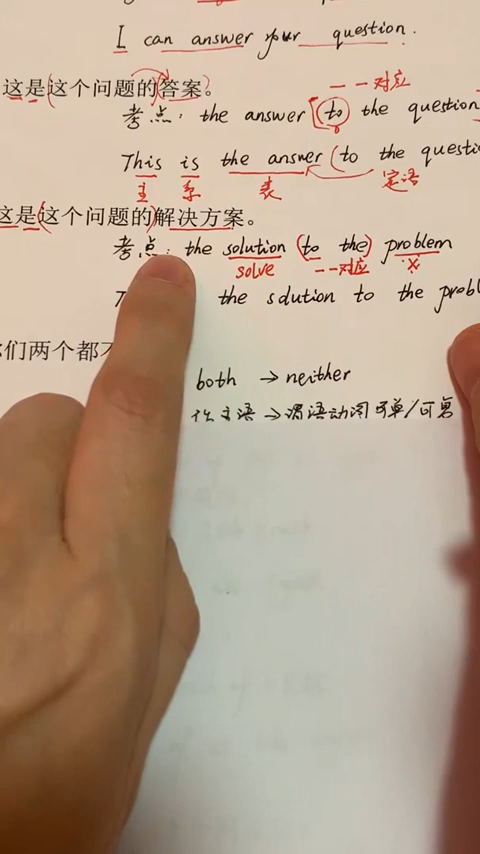 I can answer your question.
这是(这个问题的)答案。
一一对应
考点: the answer (to) the question
This is the answer (to the questi
主 系 表 定语
这是(这个问题的)解决方案。
考点: the solution (to the) problem
solve 一一对应
T the solution to the probl
们两个都不
both → neither
作主语 → 谓语动词可单/可复